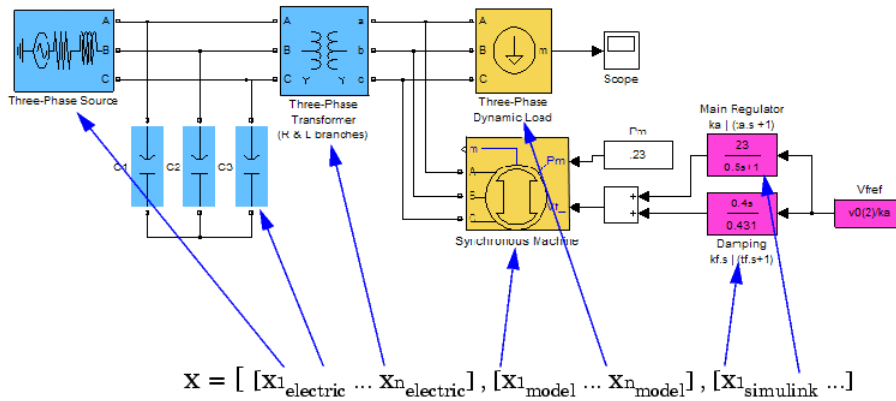 A
B
C
Three-Phase Source
A
B
C
a
b
c
Y
Y
Three-Phase
Transformer
(R & L branches)
A
B
C
m
Three-Phase
Dynamic Load
Scope
C1
C2
C3
m
A
B
C
Pm
Vf_
Synchronous Machine
Pm
.23
+
+
Main Regulator
ka | (:a.s +1)
23
0.5s+1
0.4s
0.431
Damping
kf.s | (tf.s+1)
Vfref
v0(2)/ka
x = [ [x1electric ... xnelectric] , [x1model ... xnmodel] , [x1simulink ...]